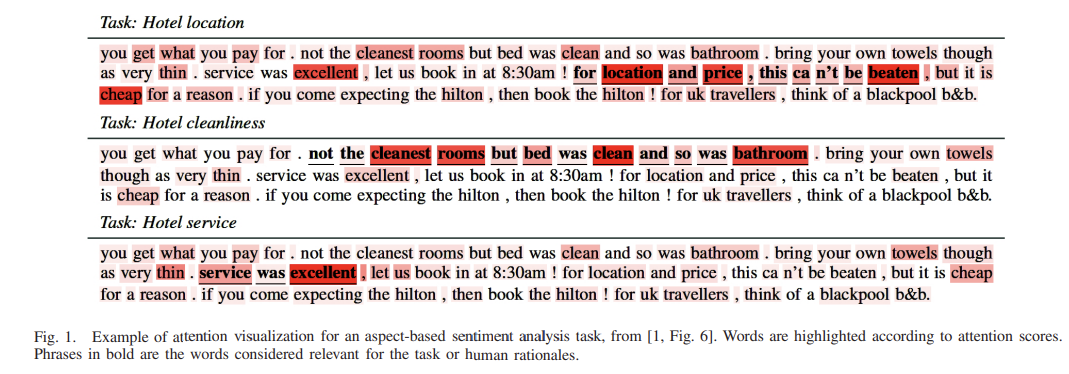 Task: Hotel location
you get what you pay for . not the cleanest rooms but bed was clean and so was bathroom . bring your own towels though
as very thin . service was excellent , let us book in at 8:30am ! for location and price , this ca n't be beaten , but it is
cheap for a reason . if you come expecting the hilton , then book the hilton ! for uk travellers , think of a blackpool b&b.
Task: Hotel cleanliness
you get what you pay for . not the cleanest rooms but bed was clean and so was bathroom . bring your own towels
though as very thin . service was excellent , let us book in at 8:30am ! for location and price , this ca n't be beaten , but it
is cheap for a reason . if you come expecting the hilton , then book the hilton ! for uk travellers , think of a blackpool b&b.
Task: Hotel service
you get what you pay for . not the cleanest rooms but bed was clean and so was bathroom . bring your own towels though
as very thin . service was excellent , let us book in at 8:30am ! for location and price , this ca n't be beaten , but it is cheap
for a reason . if you come expecting the hilton , then book the hilton ! for uk travellers , think of a blackpool b&b.
Fig. 1. Example of attention visualization for an aspect-based sentiment analysis task, from [1, Fig. 6]. Words are highlighted according to attention scores.
Phrases in bold are the words considered relevant for the task or human rationales.